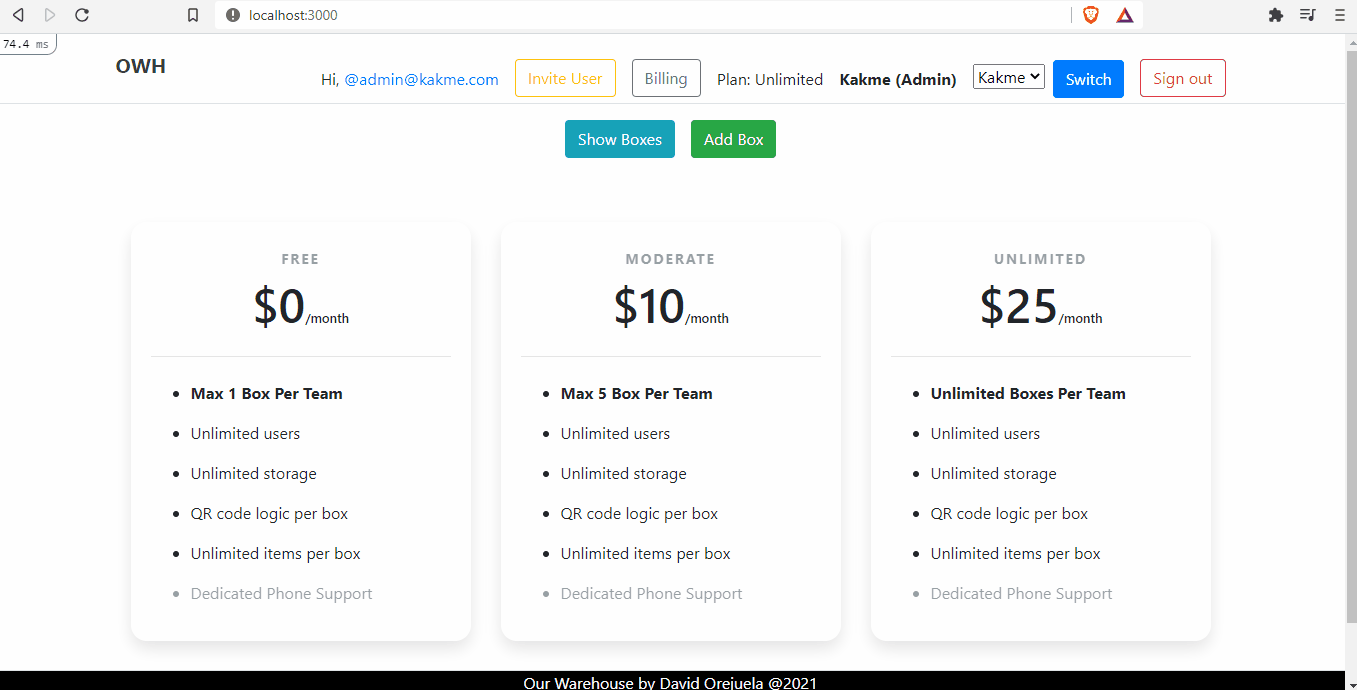 localhost:3000
74.4 ms
OWH
Hi, @admin@kakme.com Invite User Billing Plan: Unlimited Kakme (Admin) Kakme Switch Sign out
Show Boxes Add Box
FREE
$0/month
Max 1 Box Per Team
Unlimited users
Unlimited storage
QR code logic per box
Unlimited items per box
Dedicated Phone Support
MODERATE
$10/month
Max 5 Box Per Team
Unlimited users
Unlimited storage
QR code logic per box
Unlimited items per box
Dedicated Phone Support
UNLIMITED
$25/month
Unlimited Boxes Per Team
Unlimited users
Unlimited storage
QR code logic per box
Unlimited items per box
Dedicated Phone Support
Our Warehouse by David Orejuela @2021